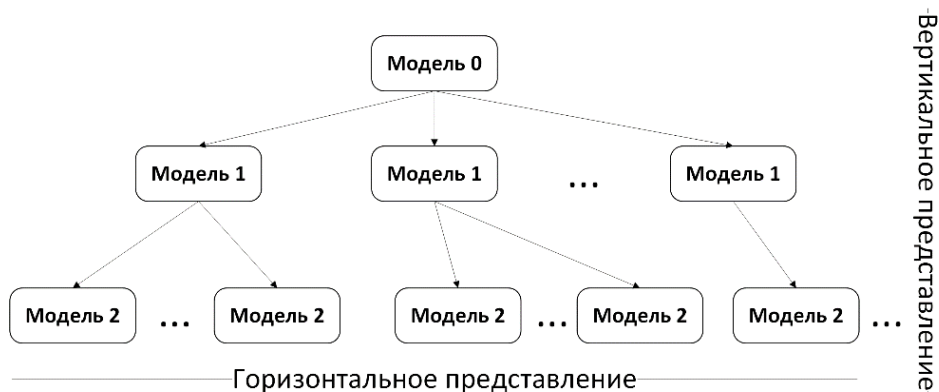 Модель 0
Модель 1
Модель 1
...
Модель 1
Модель 2
...
Модель 2
Модель 2
...
Модель 2
Модель 2
...
Горизонтальное представление
Вертикальное представление